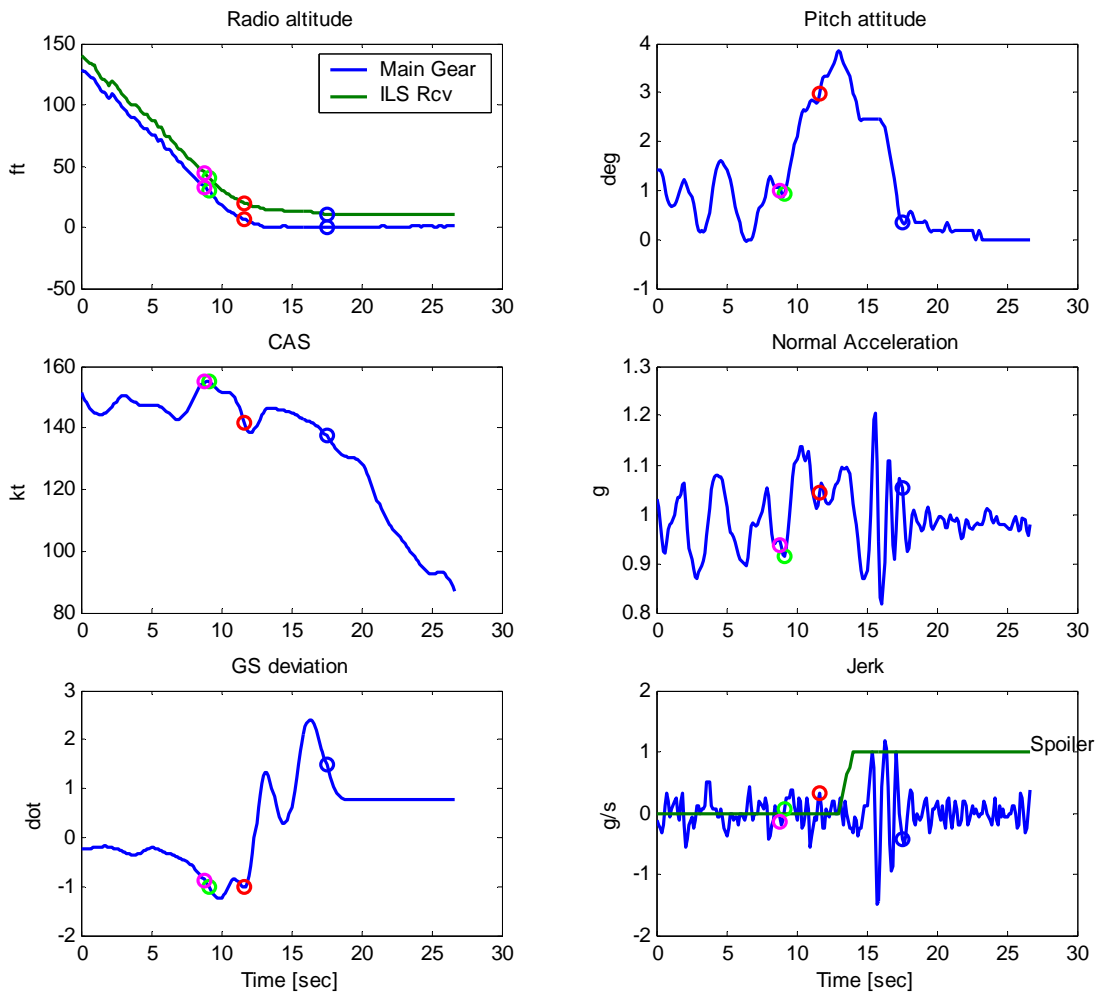 Radio altitude
150
100
50
0
-50
ft
Main Gear
ILS Rcv
0 5 10 15 20 25 30
Pitch attitude
4
3
2
1
0
-1
deg
0 5 10 15 20 25 30
CAS
160
140
120
100
80
kt
0 5 10 15 20 25 30
Normal Acceleration
1.3
1.2
1.1
1
0.9
0.8
g
0 5 10 15 20 25 30
GS deviation
3
2
1
0
-1
-2
dot
0 5 10 15 20 25 30
Time [sec]
Jerk
2
1
0
-1
-2
g/s
Spoiler
0 5 10 15 20 25 30
Time [sec]